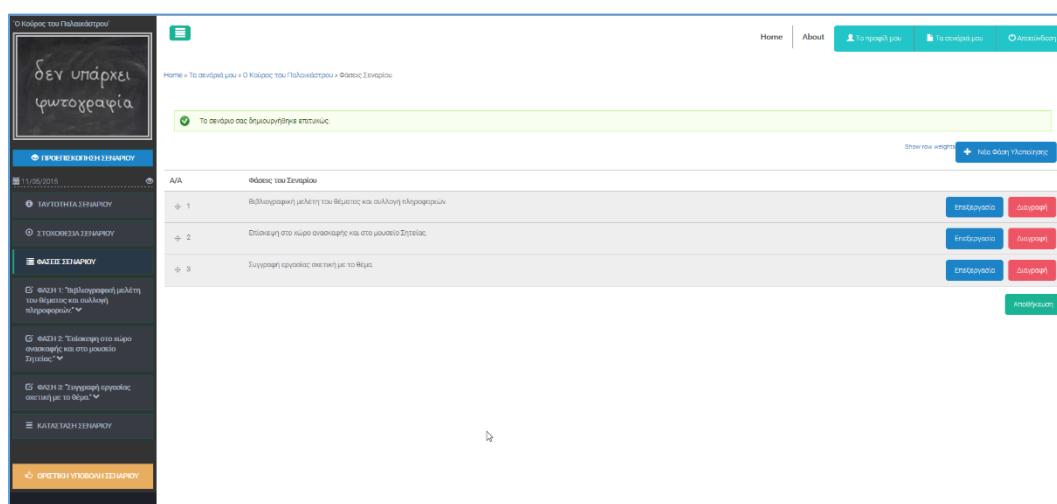 'Ο Κούρος του Παλαικάστρου'
δεν υπάρχει
φωτογραφία
ΠΡΟΕΠΙΣΚΟΠΗΣΗ ΣΕΝΑΡΙΟΥ
11/05/2015
ΤΑΥΤΟΤΗΤΑ ΣΕΝΑΡΙΟΥ
ΣΤΟΧΟΘΕΣΙΑ ΣΕΝΑΡΙΟΥ
ΦΑΣΕΙΣ ΣΕΝΑΡΙΟΥ
ΦΑΣΗ 1: "Βιβλιογραφική μελέτη
του θέματος και συλλογή
πληροφοριών."
ΦΑΣΗ 2: "Επίσκεψη στο χώρο
ανασκαφής και στο μουσείο
Σητείας."
ΦΑΣΗ 3: "Συγγραφή εργασίας
σχετική με το θέμα."
ΚΑΤΑΣΤΑΣΗ ΣΕΝΑΡΙΟΥ
ΟΡΙΣΤΙΚΗ ΥΠΟΒΟΛΗ ΣΕΝΑΡΙΟΥ
Home About Το προφίλ μου Τα σενάριά μου Αποσύνδεση
Home » Τα σενάριά μου » Ο Κούρος του Παλαικάστρου » Φάσεις Σεναρίου
Το σενάριο σας δημιουργήθηκε επιτυχώς.
Show row weights Νέα Φάση Υλοποίησης
Α/Α Φάσεις του Σεναρίου
1 Βιβλιογραφική μελέτη του θέματος και συλλογή πληροφοριών. Επεξεργασία Διαγραφή
2 Επίσκεψη στο χώρο ανασκαφής και στο μουσείο Σητείας. Επεξεργασία Διαγραφή
3 Συγγραφή εργασίας σχετική με το θέμα. Επεξεργασία Διαγραφή
Αποθήκευση